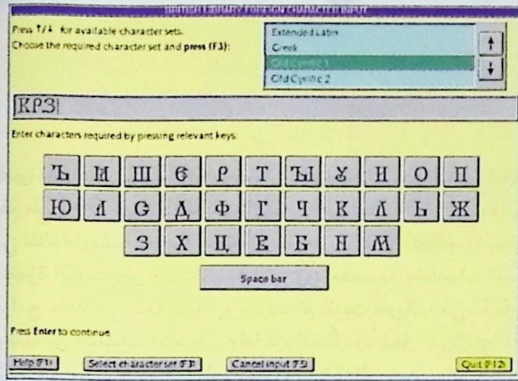 BRITISH LIBRARY FOREIGN CHARACTER INPUT
Press ↑/↓ for available character sets.
Choose the required character set and press (F3):
Extended Latin
Greek
Old Cyrillic 1
Old Cyrillic 2
КРЗ
Enter characters required by pressing relevant keys.
Ш Є Р Т Ы Ꙋ И О П
Ю Д Ф Г Ч К Л Ь Ж
З Х Ц Б Н М
Space bar
Press Enter to continue
Help (F1) Select character set (F3) Cancel input (F5) Quit (F12)